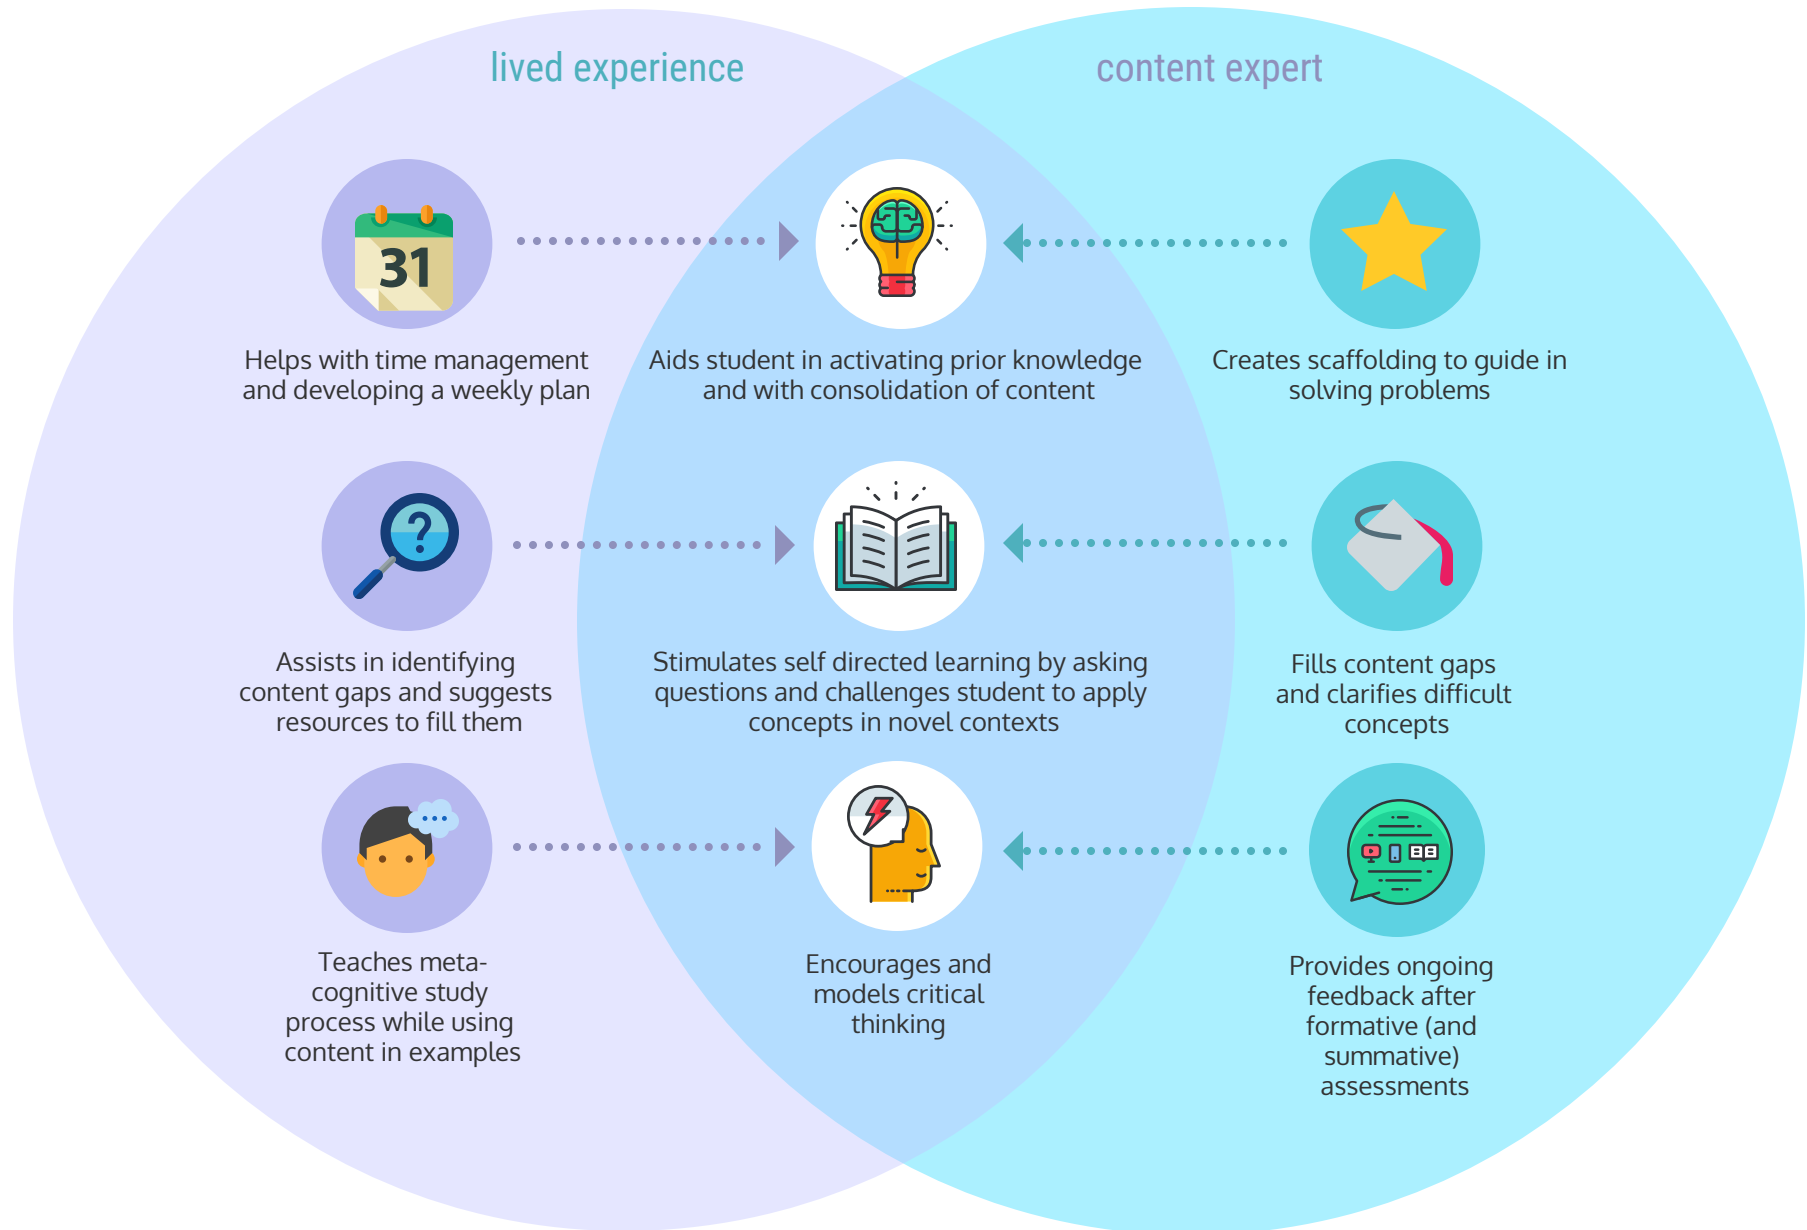 lived experience
content expert
31
Helps with time management
and developing a weekly plan
Aids student in activating prior knowledge
and with consolidation of content
Creates scaffolding to guide in
solving problems
?
Assists in identifying
content gaps and suggests
resources to fill them
Stimulates self directed learning by asking
questions and challenges student to apply
concepts in novel contexts
Fills content gaps
and clarifies difficult
concepts
Teaches meta-
cognitive study
process while using
content in examples
Encourages and
models critical
thinking
Provides ongoing
feedback after
formative (and
summative)
assessments